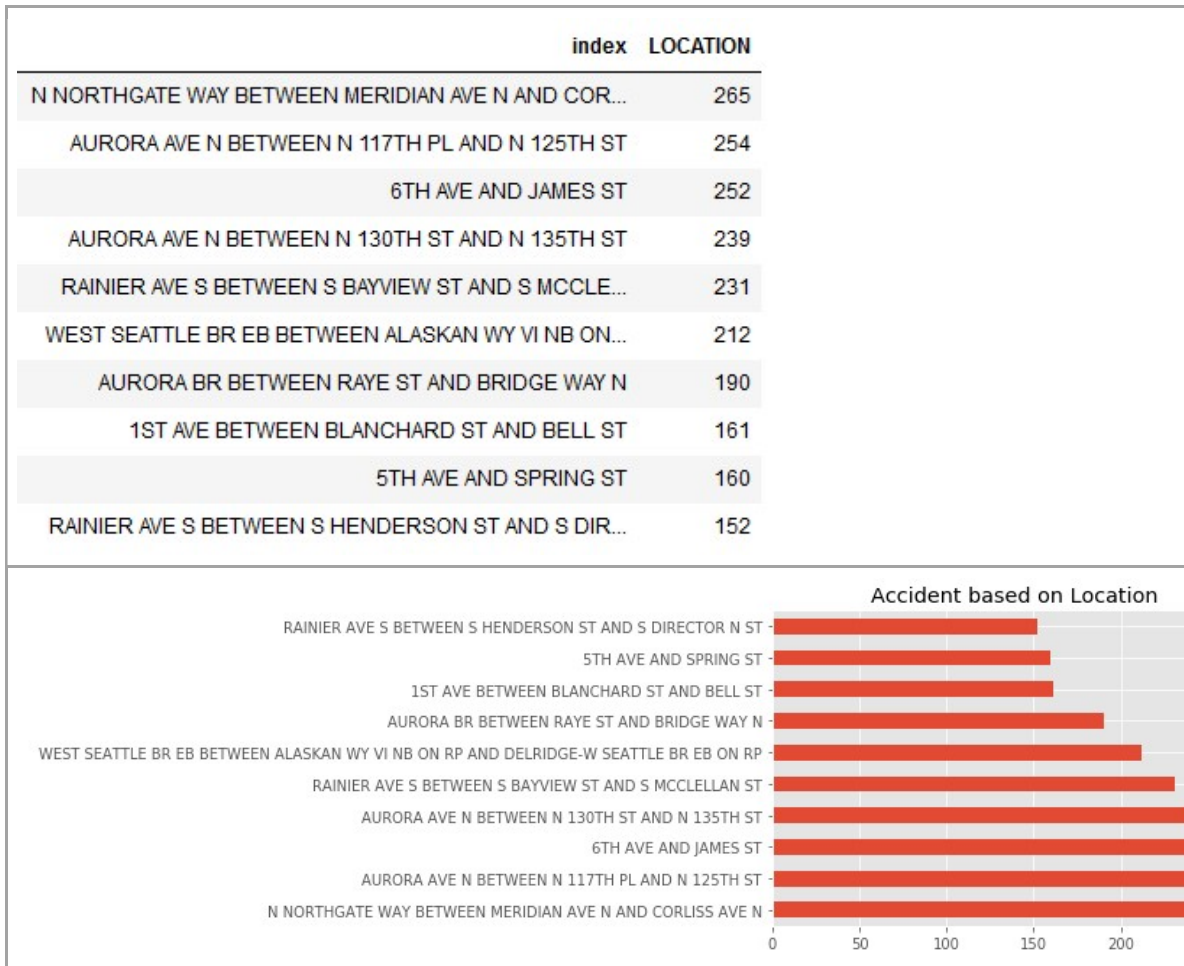 index LOCATION
N NORTHGATE WAY BETWEEN MERIDIAN AVE N AND COR... 265
AURORA AVE N BETWEEN N 117TH PL AND N 125TH ST 254
6TH AVE AND JAMES ST 252
AURORA AVE N BETWEEN N 130TH ST AND N 135TH ST 239
RAINIER AVE S BETWEEN S BAYVIEW ST AND S MCCLE... 231
WEST SEATTLE BR EB BETWEEN ALASKAN WY VI NB ON... 212
AURORA BR BETWEEN RAYE ST AND BRIDGE WAY N 190
1ST AVE BETWEEN BLANCHARD ST AND BELL ST 161
5TH AVE AND SPRING ST 160
RAINIER AVE S BETWEEN S HENDERSON ST AND S DIR... 152
Accident based on Location
RAINIER AVE S BETWEEN S HENDERSON ST AND S DIRECTOR N ST
5TH AVE AND SPRING ST
1ST AVE BETWEEN BLANCHARD ST AND BELL ST
AURORA BR BETWEEN RAYE ST AND BRIDGE WAY N
WEST SEATTLE BR EB BETWEEN ALASKAN WY VI NB ON RP AND DELRIDGE-W SEATTLE BR EB ON RP
RAINIER AVE S BETWEEN S BAYVIEW ST AND S MCCLELLAN ST
AURORA AVE N BETWEEN N 130TH ST AND N 135TH ST
6TH AVE AND JAMES ST
AURORA AVE N BETWEEN N 117TH PL AND N 125TH ST
N NORTHGATE WAY BETWEEN MERIDIAN AVE N AND CORLISS AVE N
0 50 100 150 200